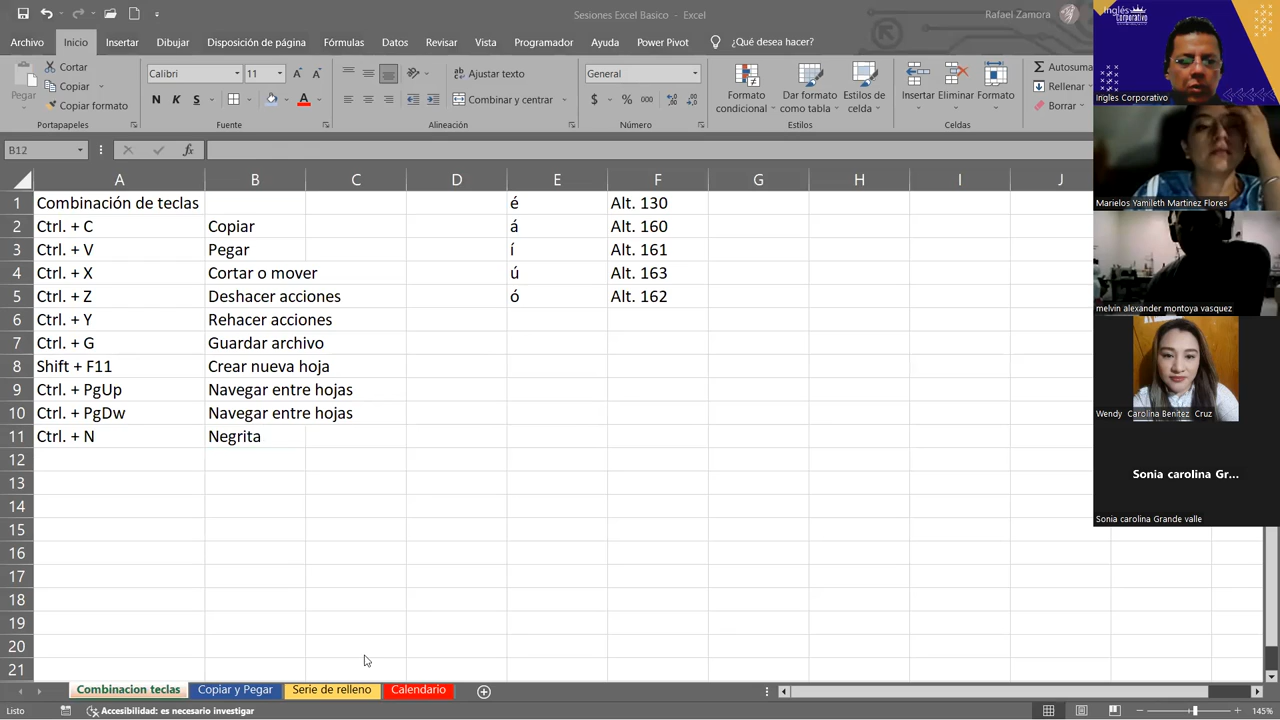 Sesiones Excel Basico - Excel
Rafael Zamora
Archivo Inicio Insertar Dibujar Disposición de página Fórmulas Datos Revisar Vista Programador Ayuda Power Pivot ¿Qué desea hacer?
Pegar
Cortar
Copiar
Copiar formato
Portapapeles
Calibri 11
N K S
Fuente
Ajustar texto
Combinar y centrar
Alineación
General
$ % 000
Número
Formato condicional
Dar formato como tabla
Estilos de celda
Estilos
Insertar Eliminar Formato
Celdas
Autosuma
Rellenar
Borrar
B12
fx
A B C D E F G H I J
1 Combinación de teclas é Alt. 130
2 Ctrl. + C Copiar á Alt. 160
3 Ctrl. + V Pegar í Alt. 161
4 Ctrl. + X Cortar o mover ú Alt. 163
5 Ctrl. + Z Deshacer acciones ó Alt. 162
6 Ctrl. + Y Rehacer acciones
7 Ctrl. + G Guardar archivo
8 Shift + F11 Crear nueva hoja
9 Ctrl. + PgUp Navegar entre hojas
10 Ctrl. + PgDw Navegar entre hojas
11 Ctrl. + N Negrita
12
13
14
15
16
17
18
19
20
21
Combinacion teclas Copiar y Pegar Serie de relleno Calendario
Listo Accesibilidad: es necesario investigar 145%
Inglés Corporativo
Ingles Corporativo
Marielos Yamileth Martinez Flores
melvin alexander montoya vasquez
Wendy Carolina Benitez Cruz
Sonia carolina Gr...
Sonia carolina Grande valle